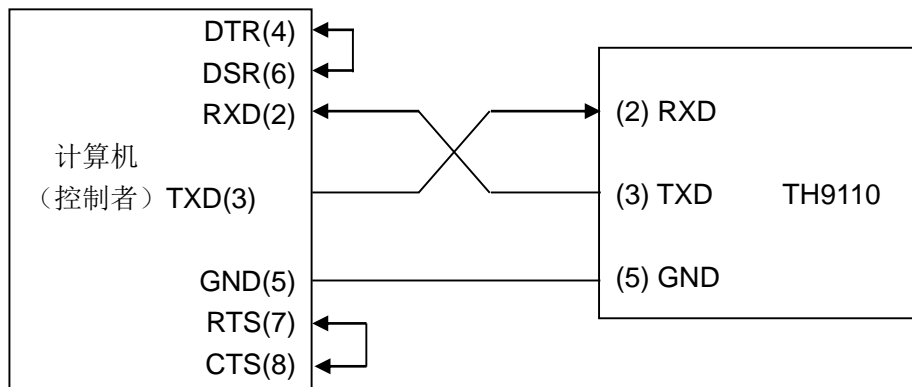 DTR(4)
DSR(6)
RXD(2)
计算机
(控制者)TXD(3)
GND(5)
RTS(7)
CTS(8)
(2) RXD
(3) TXD TH9110
(5) GND